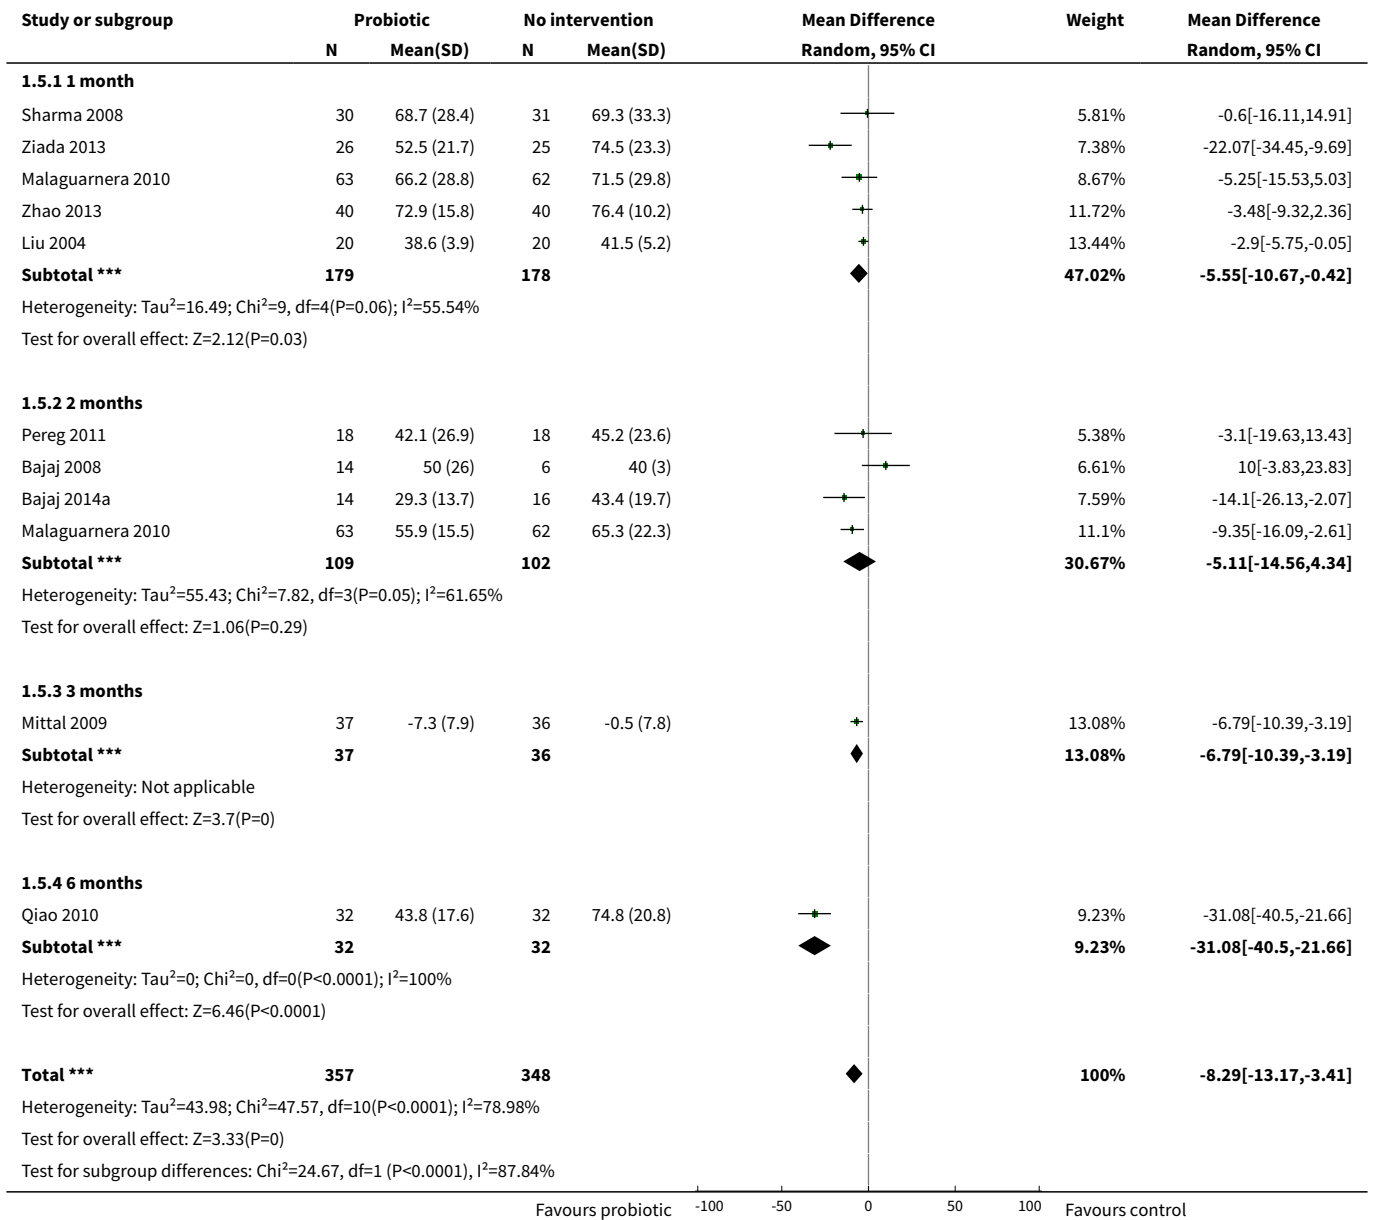 Study or subgroup Probiotic No intervention Mean Difference Weight Mean Difference
N Mean(SD) N Mean(SD) Random, 95% CI Random, 95% CI
1.5.1 1 month
Sharma 2008 30 68.7 (28.4) 31 69.3 (33.3) 5.81% -0.6[-16.11,14.91]
Ziada 2013 26 52.5 (21.7) 25 74.5 (23.3) 7.38% -22.07[-34.45,-9.69]
Malaguarnera 2010 63 66.2 (28.8) 62 71.5 (29.8) 8.67% -5.25[-15.53,5.03]
Zhao 2013 40 72.9 (15.8) 40 76.4 (10.2) 11.72% -3.48[-9.32,2.36]
Liu 2004 20 38.6 (3.9) 20 41.5 (5.2) 13.44% -2.9[-5.75,-0.05]
Subtotal *** 179 178 47.02% -5.55[-10.67,-0.42]
Heterogeneity: Tau²=16.49; Chi²=9, df=4(P=0.06); I²=55.54%
Test for overall effect: Z=2.12(P=0.03)
1.5.2 2 months
Pereg 2011 18 42.1 (26.9) 18 45.2 (23.6) 5.38% -3.1[-19.63,13.43]
Bajaj 2008 14 50 (26) 6 40 (3) 6.61% 10[-3.83,23.83]
Bajaj 2014a 14 29.3 (13.7) 16 43.4 (19.7) 7.59% -14.1[-26.13,-2.07]
Malaguarnera 2010 63 55.9 (15.5) 62 65.3 (22.3) 11.1% -9.35[-16.09,-2.61]
Subtotal *** 109 102 30.67% -5.11[-14.56,4.34]
Heterogeneity: Tau²=55.43; Chi²=7.82, df=3(P=0.05); I²=61.65%
Test for overall effect: Z=1.06(P=0.29)
1.5.3 3 months
Mittal 2009 37 -7.3 (7.9) 36 -0.5 (7.8) 13.08% -6.79[-10.39,-3.19]
Subtotal *** 37 36 13.08% -6.79[-10.39,-3.19]
Heterogeneity: Not applicable
Test for overall effect: Z=3.7(P=0)
1.5.4 6 months
Qiao 2010 32 43.8 (17.6) 32 74.8 (20.8) 9.23% -31.08[-40.5,-21.66]
Subtotal *** 32 32 9.23% -31.08[-40.5,-21.66]
Heterogeneity: Tau²=0; Chi²=0, df=0(P<0.0001); I²=100%
Test for overall effect: Z=6.46(P<0.0001)
Total *** 357 348 100% -8.29[-13.17,-3.41]
Heterogeneity: Tau²=43.98; Chi²=47.57, df=10(P<0.0001); I²=78.98%
Test for overall effect: Z=3.33(P=0)
Test for subgroup differences: Chi²=24.67, df=1 (P<0.0001), I²=87.84%
Favours probiotic -100 -50 0 50 100 Favours control